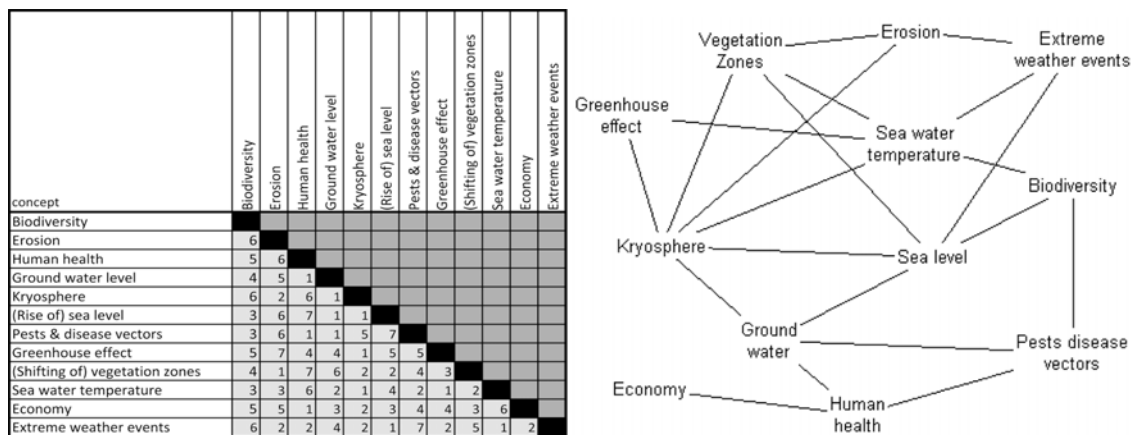 concept
Biodiversity
Erosion
Human health
Ground water level
Kryosphere
(Rise of) sea level
Pests & disease vectors
Greenhouse effect
(Shifting of) vegetation zones
Sea water temperature
Economy
Extreme weather events
Biodiversity
Erosion 6
Human health 5 6
Ground water level 4 5 1
Kryosphere 6 2 6 1
(Rise of) sea level 3 6 7 1 1
Pests & disease vectors 3 6 1 1 5 7
Greenhouse effect 5 7 4 4 1 5 5
(Shifting of) vegetation zones 4 1 7 6 2 2 4 3
Sea water temperature 3 3 6 2 1 4 2 1 2
Economy 5 5 1 3 2 3 4 4 3 6
Extreme weather events 6 2 2 4 2 1 7 2 5 1 2
Vegetation
Zones
Erosion
Extreme
weather events
Greenhouse
effect
Sea water
temperature
Biodiversity
Kryosphere
Sea level
Ground
water
Pests disease
vectors
Economy
Human
health